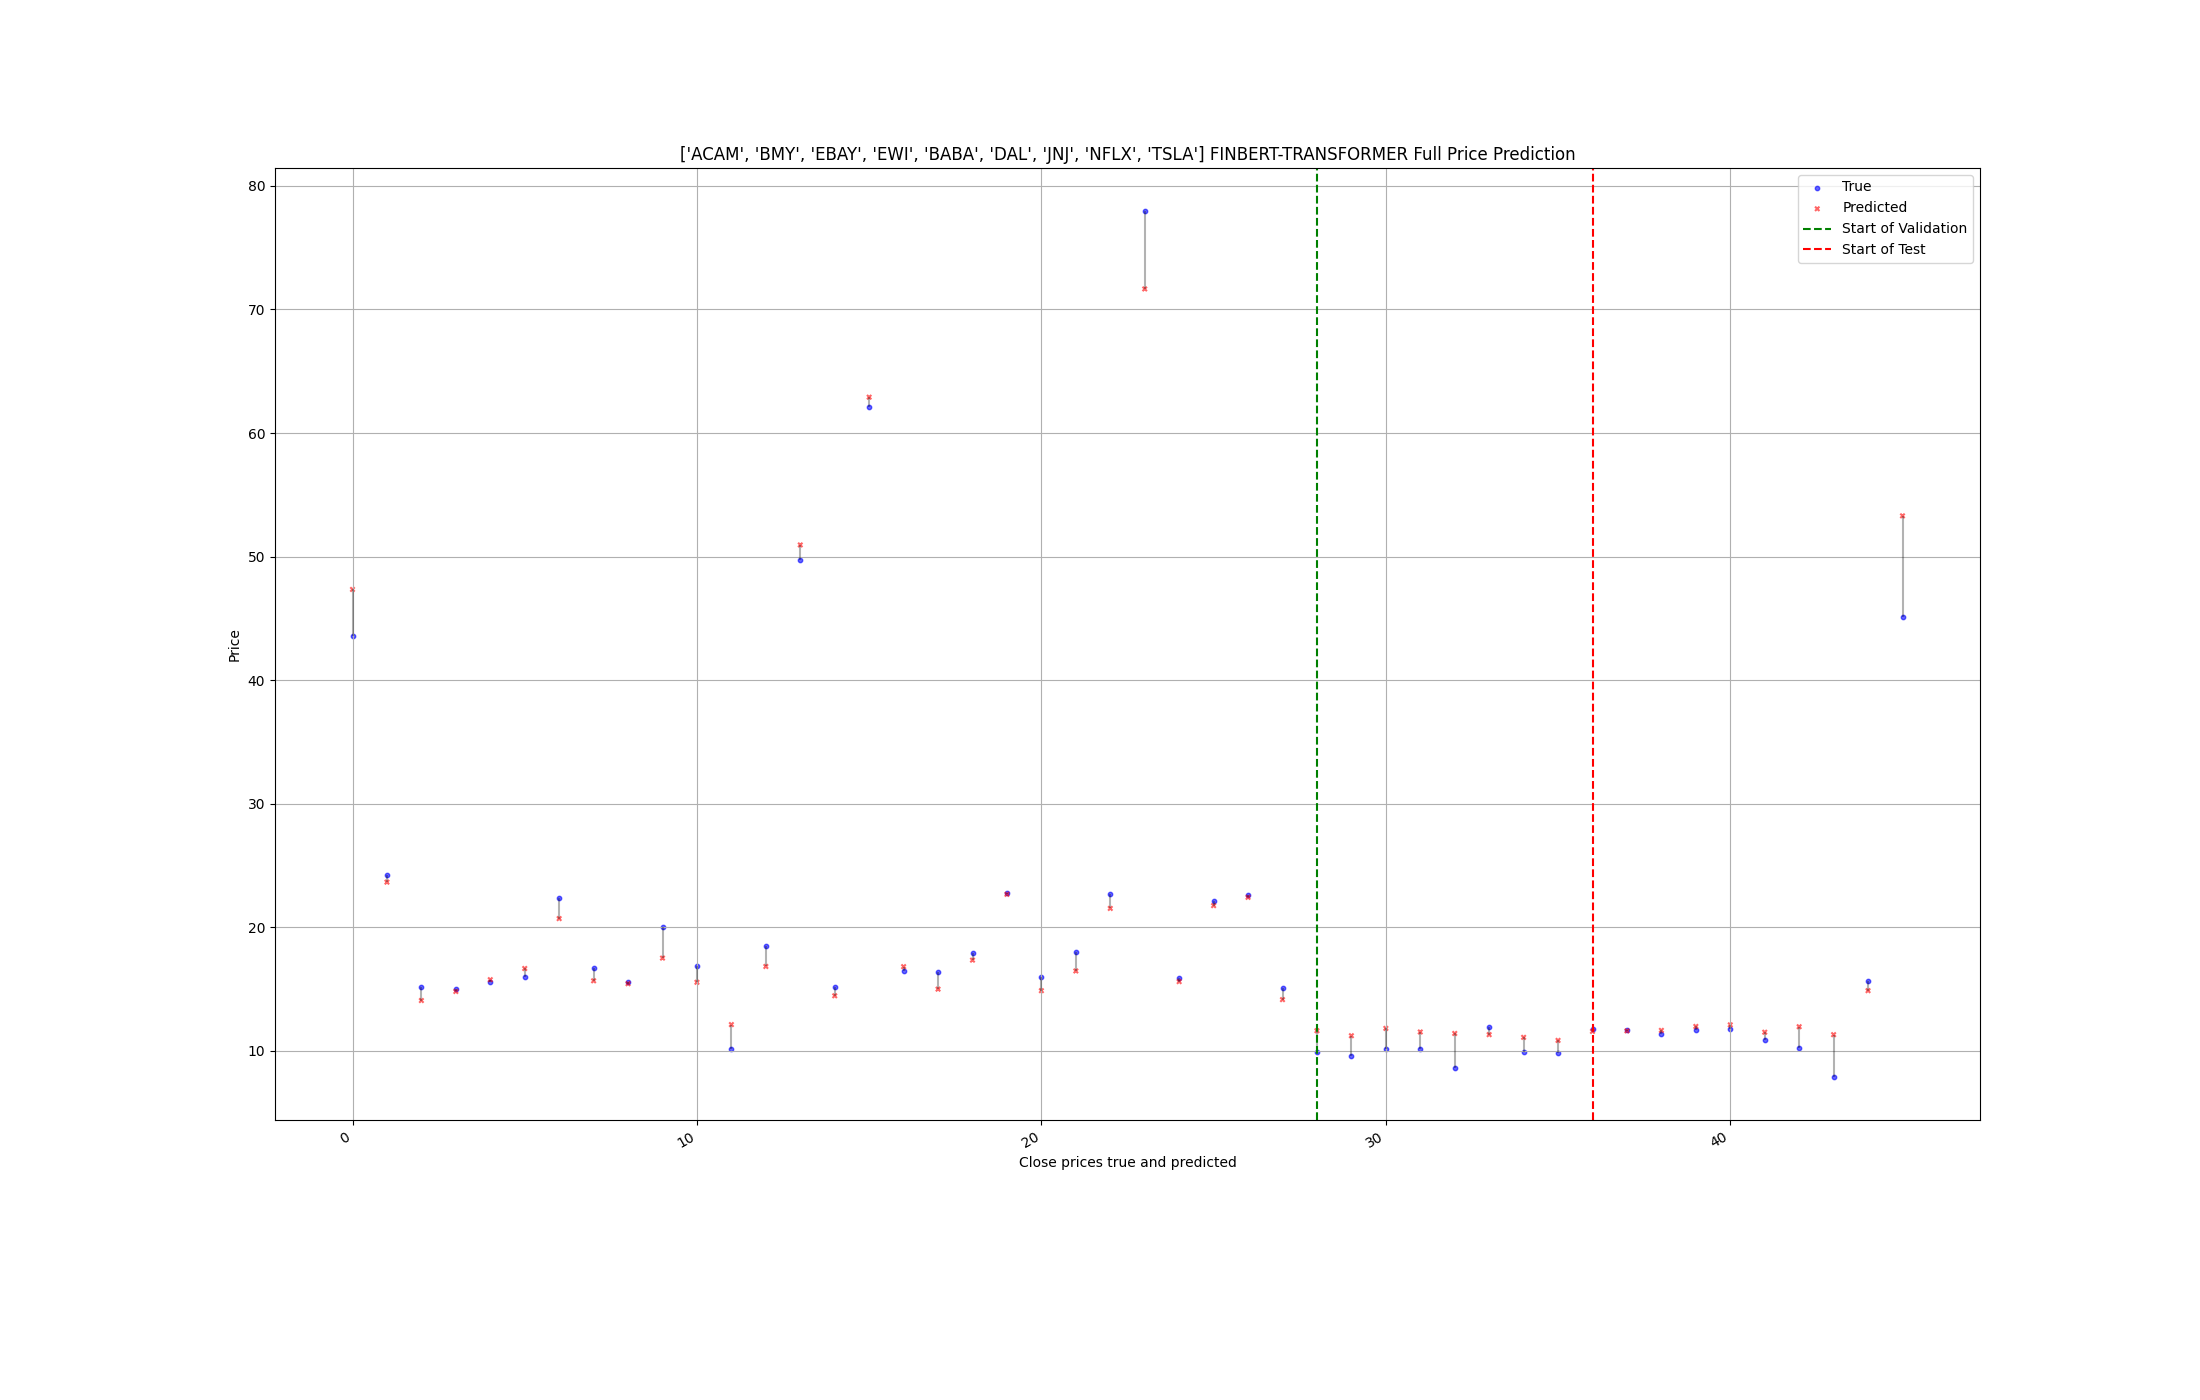 ['ACAM', 'BMY', 'EBAY', 'EWI', 'BABA', 'DAL', 'JNJ', 'NFLX', 'TSLA'] FINBERT-TRANSFORMER Full Price Prediction
True
Predicted
Start of Validation
Start of Test
80
70
60
50
40
30
20
10
Price
0
10
20
30
40
Close prices true and predicted